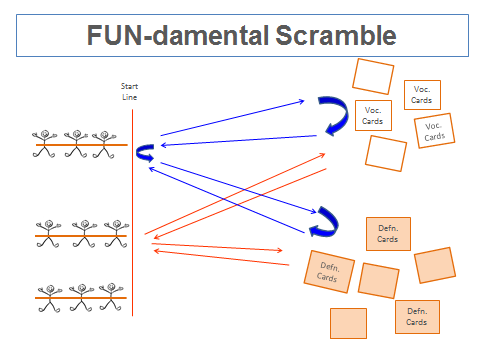 FUN-damental Scramble
Start
Line
Voc.
Cards
Voc.
Cards
Voc.
Cards
Defn.
Cards
Defn.
Cards
Defn.
Cards